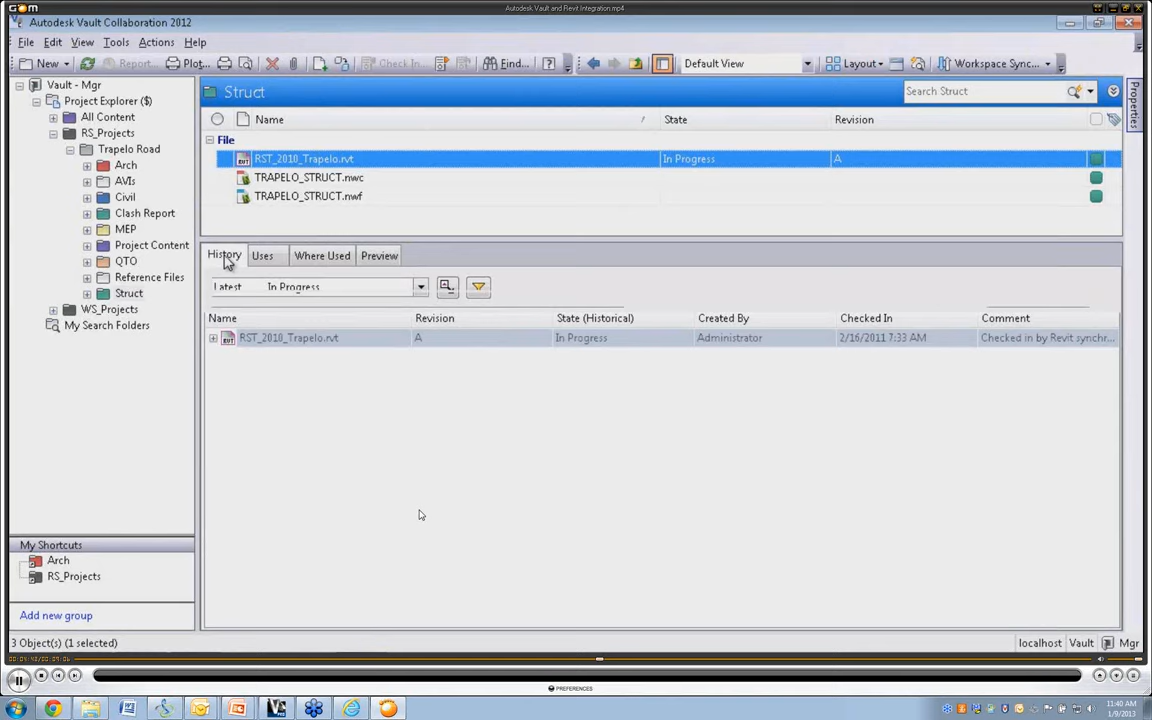 GOM
Autodesk Vault and Revit Integration.mp4
Autodesk Vault Collaboration 2012
File Edit View Tools Actions Help
New Report... Plot... Check In... Find... Default View Layout Workspace Sync...
Vault - Mgr
Project Explorer ($)
All Content
RS_Projects
Trapelo Road
Arch
AVIs
Civil
Clash Report
MEP
Project Content
QTO
Reference Files
Struct
WS_Projects
My Search Folders
My Shortcuts
Arch
RS_Projects
Add new group
Struct
Search Struct
Properties
Name State Revision
File
RST_2010_Trapelo.rvt In Progress A
TRAPELO_STRUCT.nwc
TRAPELO_STRUCT.nwf
History Uses Where Used Preview
Latest In Progress
Name Revision State (Historical) Created By Checked In Comment
RST_2010_Trapelo.rvt A In Progress Administrator 2/16/2011 7:33 AM Checked in by Revit synchr...
3 Object(s) (1 selected)
localhost Vault Mgr
PREFERENCES
11:40 AM
1/9/2013